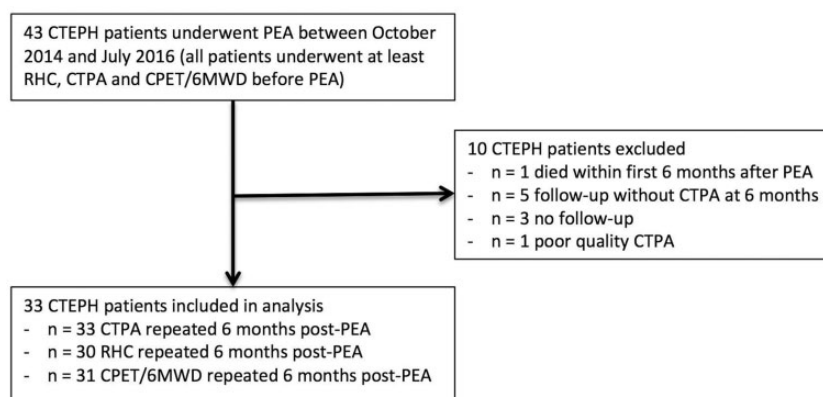 43 CTEPH patients underwent PEA between October
2014 and July 2016 (all patients underwent at least
RHC, CTPA and CPET/6MWD before PEA)
10 CTEPH patients excluded
- n = 1 died within first 6 months after PEA
- n = 5 follow-up without CTPA at 6 months
- n = 3 no follow-up
- n = 1 poor quality CTPA
33 CTEPH patients included in analysis
- n = 33 CTPA repeated 6 months post-PEA
- n = 30 RHC repeated 6 months post-PEA
- n = 31 CPET/6MWD repeated 6 months post-PEA